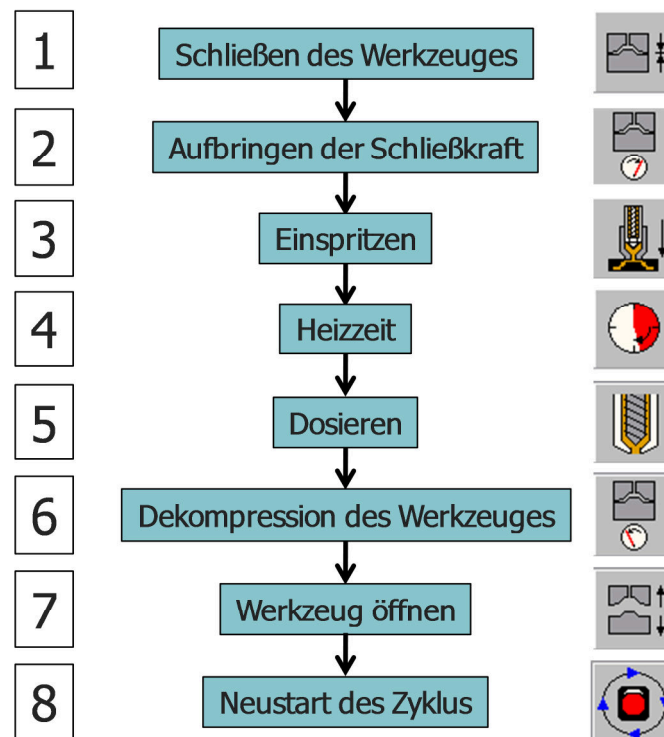 1 Schließen des Werkzeuges
2 Aufbringen der Schließkraft
3 Einspritzen
4 Heizzeit
5 Dosieren
6 Dekompression des Werkzeuges
7 Werkzeug öffnen
8 Neustart des Zyklus